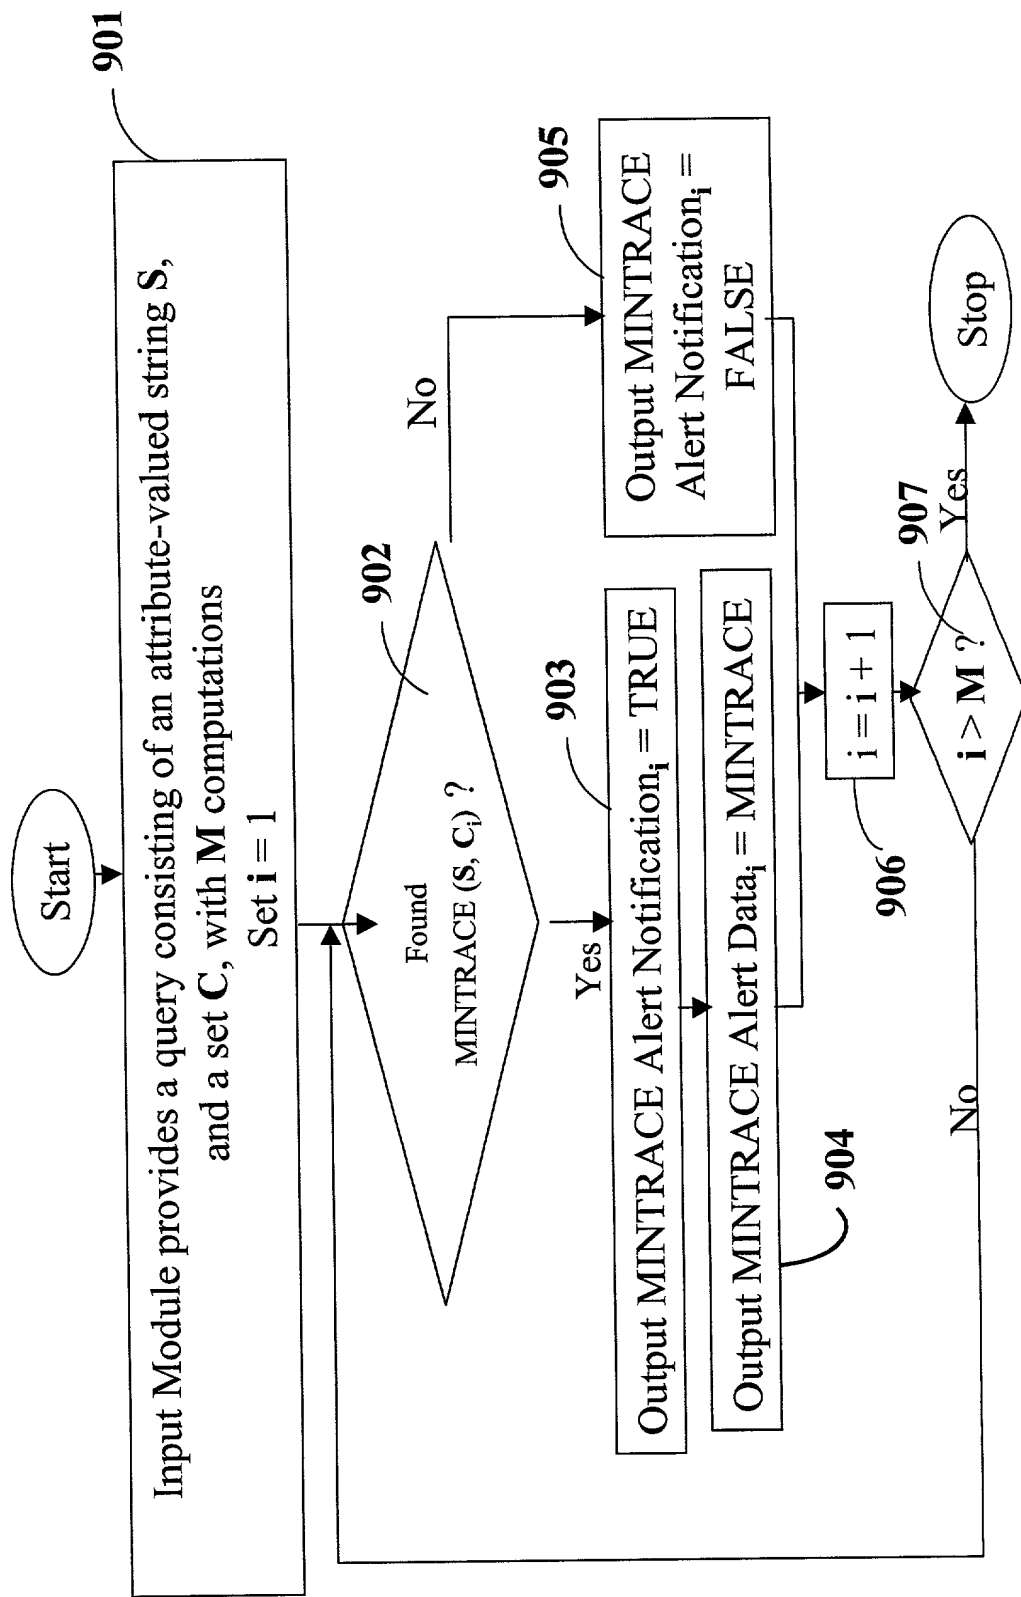 Start
901
Input Module provides a query consisting of an attribute-valued string S,
and a set C, with M computations
Set i = 1
902
Found
MINTRACE (S, Cᵢ) ?
No
Yes
903
Output MINTRACE Alert Notificationᵢ = TRUE
905
Output MINTRACE
Alert Notificationᵢ =
FALSE
Output MINTRACE Alert Dataᵢ = MINTRACE
904
i = i + 1
906
i > M ?
907
Yes
Stop
No